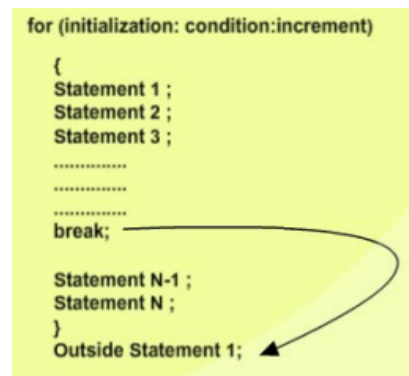 for (initialization: condition:increment)
{
Statement 1 ;
Statement 2 ;
Statement 3 ;
..............
..............
..............
break;
Statement N-1 ;
Statement N ;
}
Outside Statement 1;